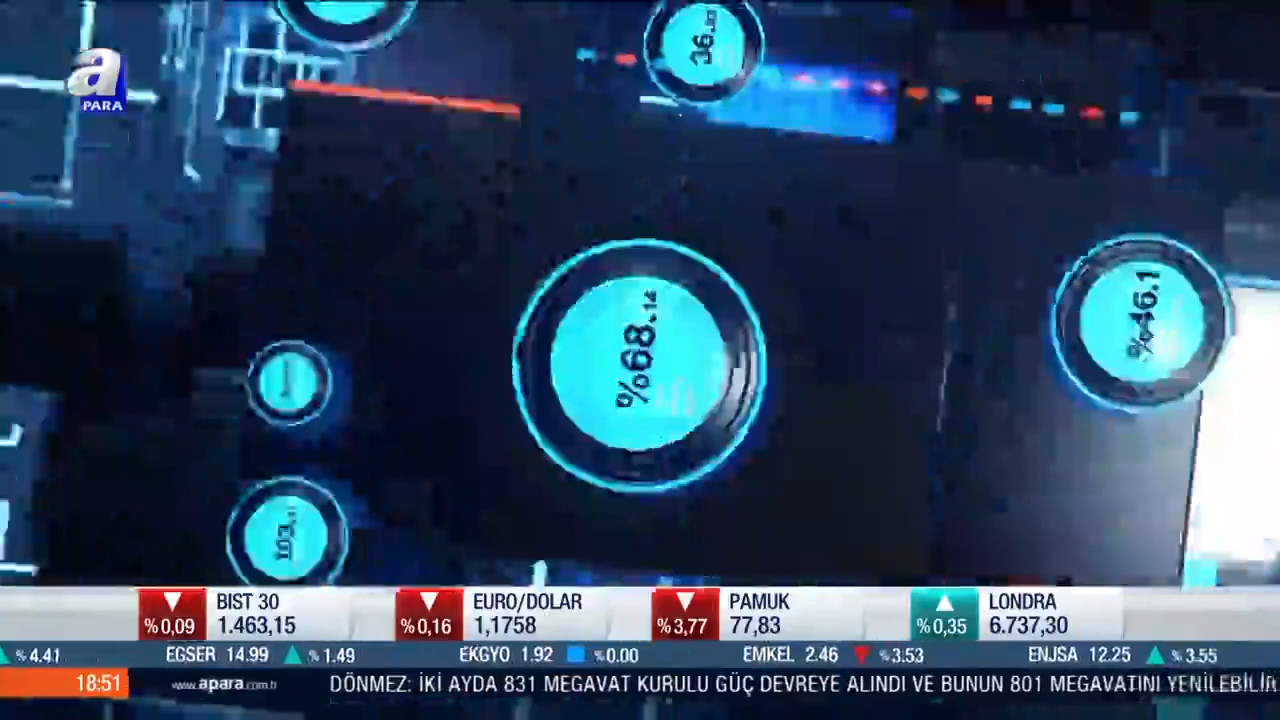 a
PARA
36.
%68.14
%46.1
103.
BIST 30
%0,09 1.463,15
EURO/DOLAR
%0,16 1,1758
PAMUK
%3,77 77,83
LONDRA
%0,35 6.737,30
%4.41 EGSER 14.99 %1.49 EKGYO 1.92 %0.00 EMKEL 2.46 %3.53 ENJSA 12.25 %3.55
18:51 www.apara.com.tr DÖNMEZ: İKİ AYDA 831 MEGAVAT KURULU GÜÇ DEVREYE ALINDI VE BUNUN 801 MEGAVATINI YENİLEBİLİR